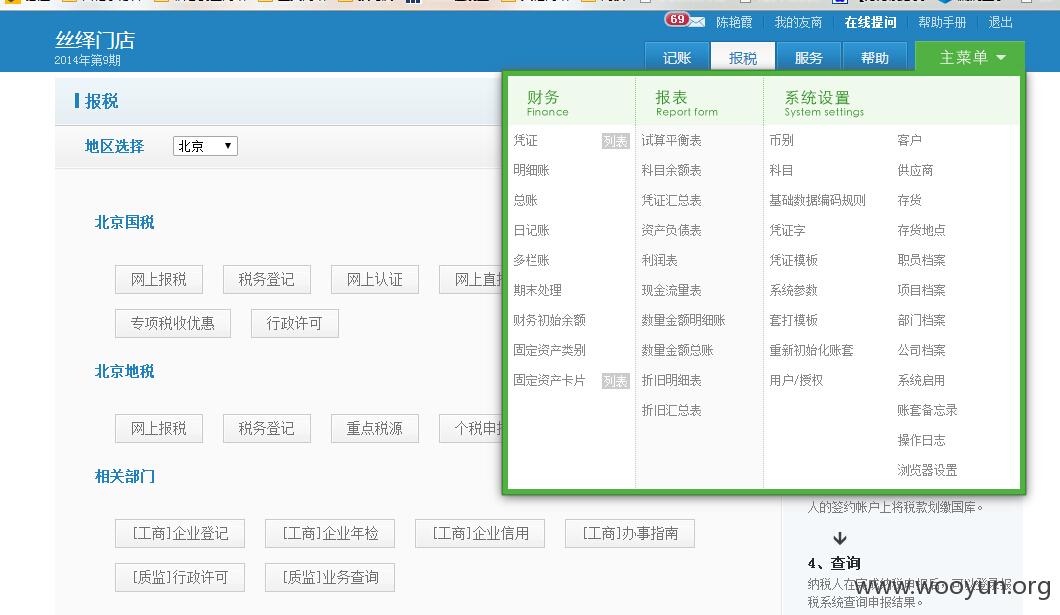 69 陈艳霞 我的友商 在线提问 帮助手册 退出
丝绎门店
2014年第9期
记账 报税 服务 帮助 主菜单
报税
地区选择 北京
北京国税
网上报税 税务登记 网上认证
专项税收优惠 行政许可
北京地税
网上报税 税务登记 重点税源
相关部门
[工商]企业登记 [工商]企业年检 [工商]企业信用 [工商]办事指南
[质监]行政许可 [质监]业务查询
财务 报表 系统设置
Finance Report form System settings
凭证 列表 试算平衡表 币别 客户
明细账 科目余额表 科目 供应商
总账 凭证汇总表 基础数据编码规则 存货
日记账 资产负债表 凭证字 存货地点
多栏账 利润表 凭证模板 职员档案
期末处理 现金流量表 系统参数 项目档案
财务初始余额 数量金额明细账 套打模板 部门档案
固定资产类别 数量金额总账 重新初始化账套 公司档案
固定资产卡片 列表 折旧明细表 用户/授权 系统启用
折旧汇总表 账套备忘录
操作日志
浏览器设置
人的签约帐户上将税款划缴国库。
4、查询
纳税人在完成纳税申报后，可以登录报
税系统查询申报结果。
www.wooyun.org